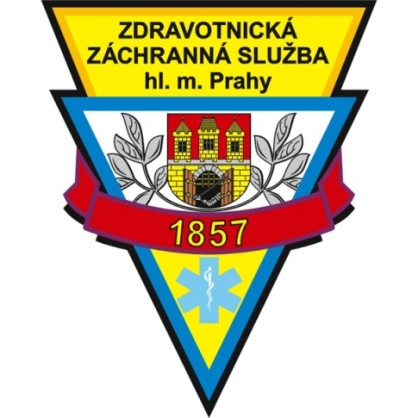 ZDRAVOTNICKÁ
ZÁCHRANNÁ SLUŽBA
hl. m. Prahy
1857